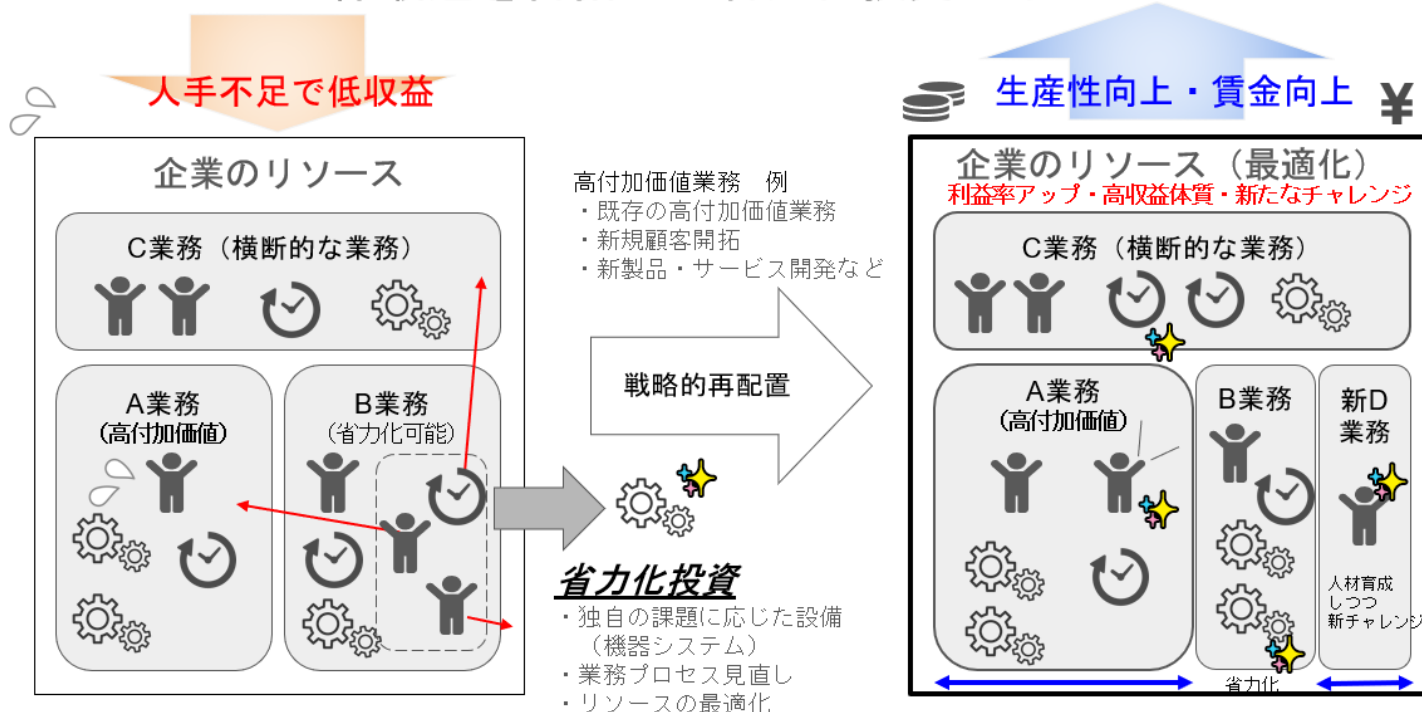 人手不足で低収益
企業のリソース
C業務（横断的な業務）
A業務
(高付加価値)
B業務
(省力化可能)
高付加価値業務　例
・既存の高付加価値業務
・新規顧客開拓
・新製品・サービス開発など
戦略的再配置
省力化投資
・独自の課題に応じた設備
（機器システム）
・業務プロセス見直し
・リソースの最適化
生産性向上・賃金向上
¥
企業のリソース（最適化）
利益率アップ・高収益体質・新たなチャレンジ
C業務（横断的な業務）
A業務
(高付加価値)
B業務
新D
業務
人材育成
しつつ
新チャレンジ
省力化